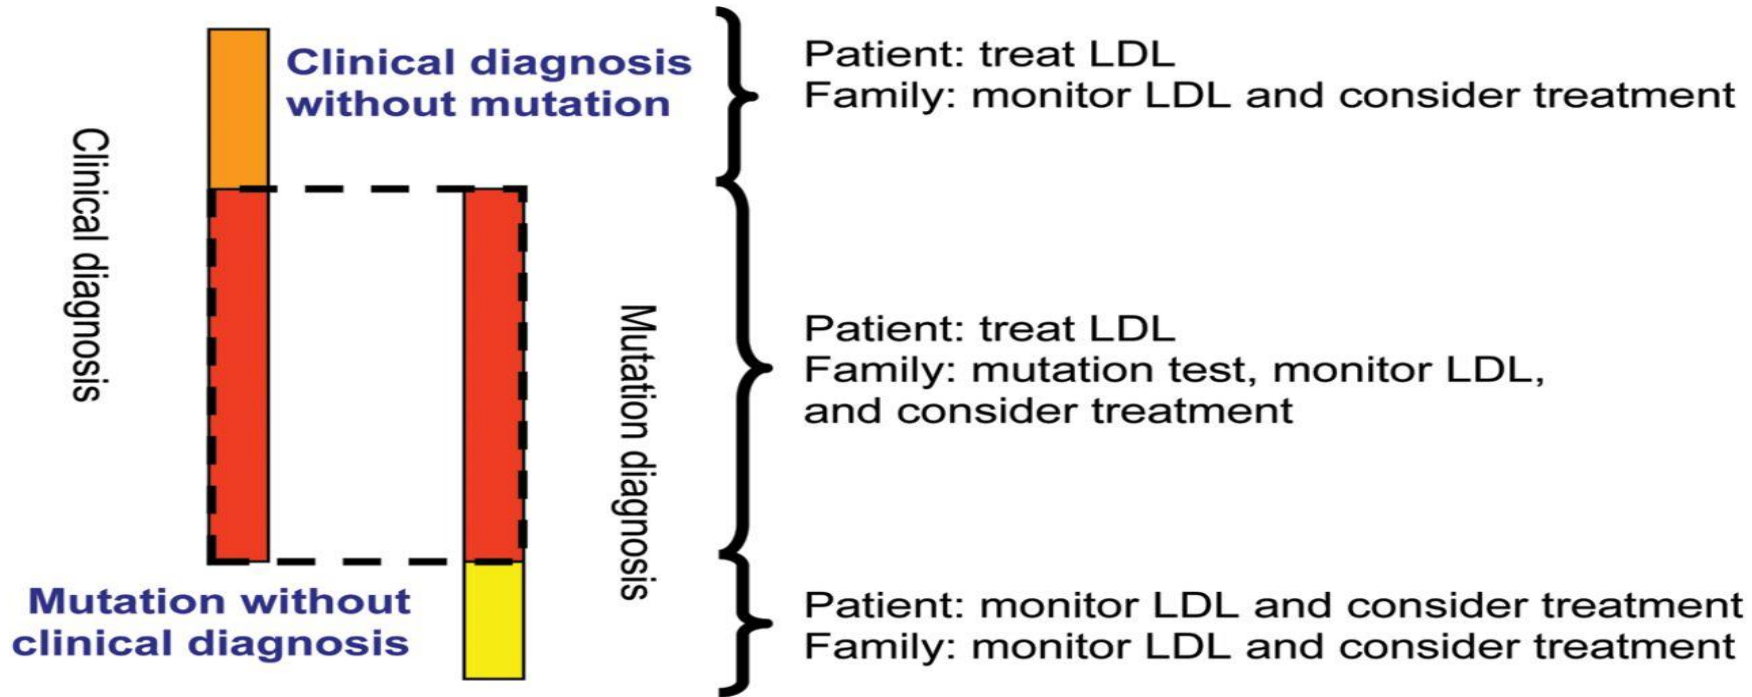 Clinical diagnosis
without mutation
Patient: treat LDL
Family: monitor LDL and consider treatment
Clinical diagnosis
Mutation diagnosis
Patient: treat LDL
Family: mutation test, monitor LDL,
and consider treatment
Mutation without
clinical diagnosis
Patient: monitor LDL and consider treatment
Family: monitor LDL and consider treatment